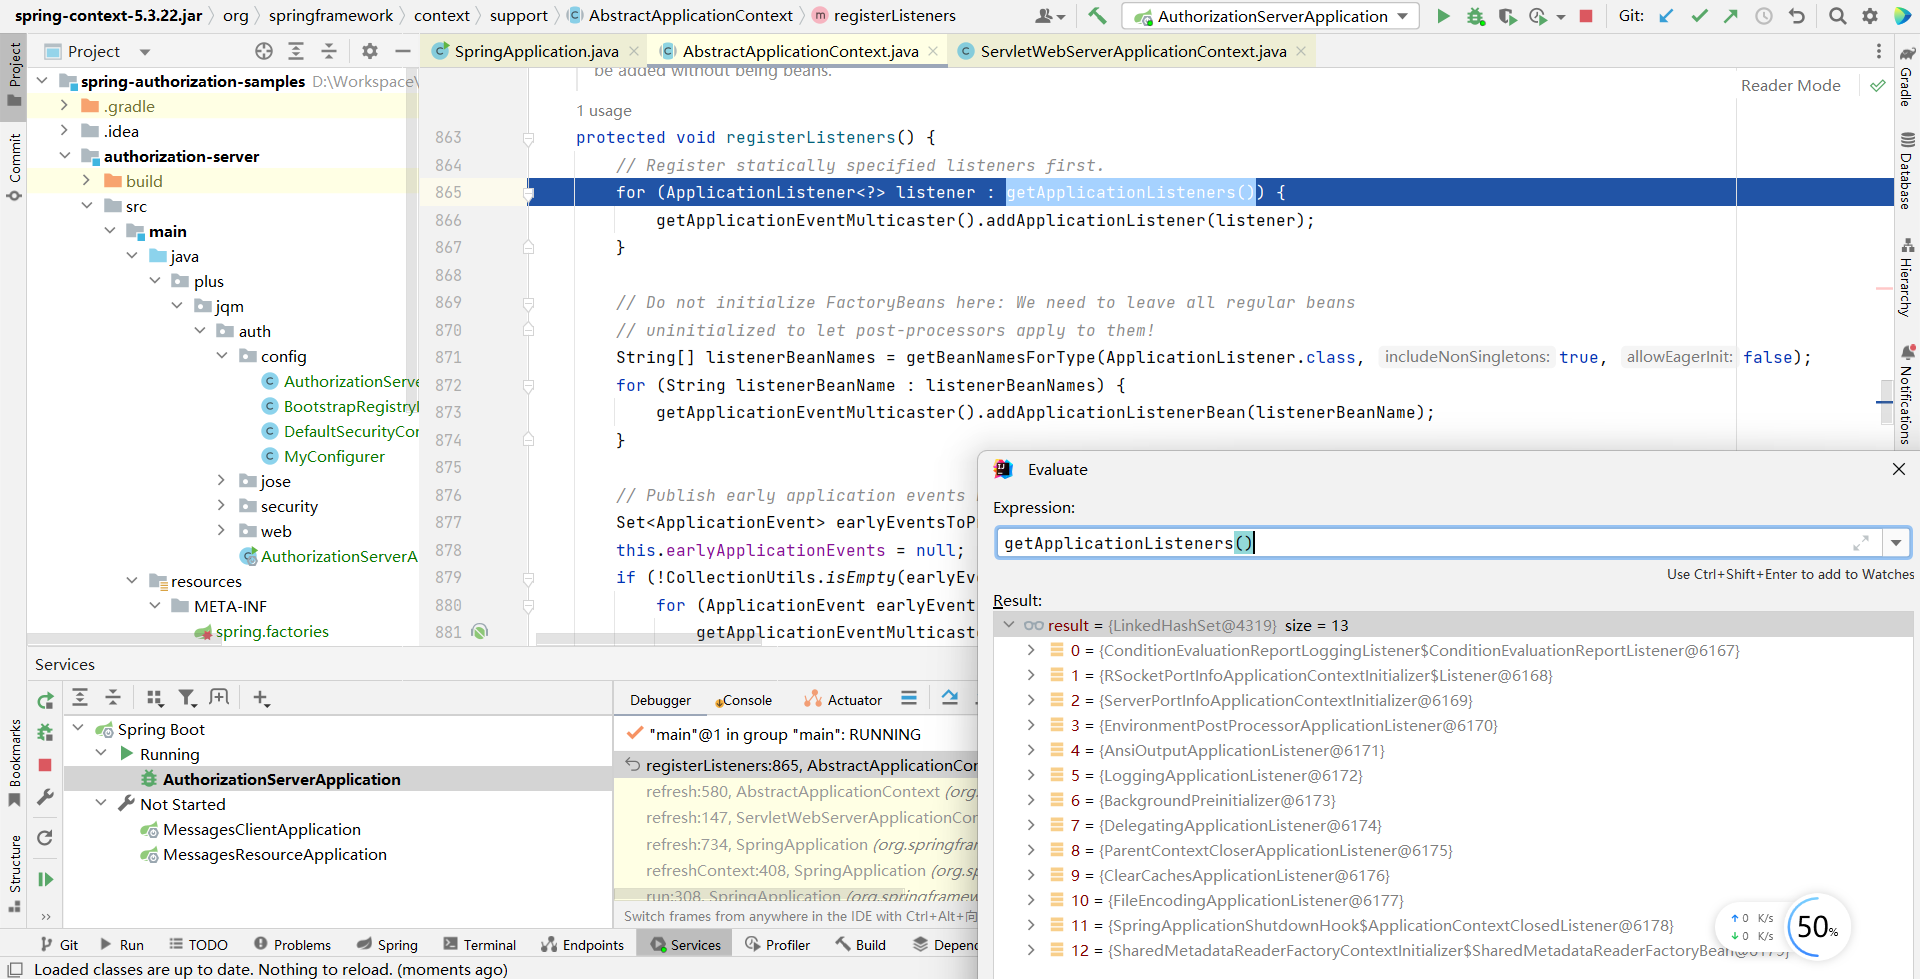 spring-context-5.3.22.jar › org › springframework › context › support › AbstractApplicationContext › registerListeners
AuthorizationServerApplication
Git:
Project
SpringApplication.java
AbstractApplicationContext.java
ServletWebServerApplicationContext.java
Project
Commit
Bookmarks
Structure
spring-authorization-samples D:\Workspace\
.gradle
.idea
authorization-server
build
src
main
java
plus
jqm
auth
config
AuthorizationServe
BootstrapRegistryI
DefaultSecurityCon
MyConfigurer
jose
security
web
AuthorizationServerA
resources
META-INF
spring.factories
be added without being beans.
Reader Mode
1 usage
863 protected void registerListeners() {
864 // Register statically specified listeners first.
865 for (ApplicationListener<?> listener : getApplicationListeners()) {
866 getApplicationEventMulticaster().addApplicationListener(listener);
867 }
868
869 // Do not initialize FactoryBeans here: We need to leave all regular beans
870 // uninitialized to let post-processors apply to them!
871 String[] listenerBeanNames = getBeanNamesForType(ApplicationListener.class, includeNonSingletons: true, allowEagerInit: false);
872 for (String listenerBeanName : listenerBeanNames) {
873 getApplicationEventMulticaster().addApplicationListenerBean(listenerBeanName);
874 }
875
876 // Publish early application events
877 Set<ApplicationEvent> earlyEventsToP
878 this.earlyApplicationEvents = null;
879 if (!CollectionUtils.isEmpty(earlyEve
880 for (ApplicationEvent earlyEvent
881 getApplicationEventMulticast
Gradle
Database
Hierarchy
Notifications
Evaluate
Expression:
getApplicationListeners()
Use Ctrl+Shift+Enter to add to Watches
Result:
result = {LinkedHashSet@4319} size = 13
0 = {ConditionEvaluationReportLoggingListener$ConditionEvaluationReportListener@6167}
1 = {RSocketPortInfoApplicationContextInitializer$Listener@6168}
2 = {ServerPortInfoApplicationContextInitializer@6169}
3 = {EnvironmentPostProcessorApplicationListener@6170}
4 = {AnsiOutputApplicationListener@6171}
5 = {LoggingApplicationListener@6172}
6 = {BackgroundPreinitializer@6173}
7 = {DelegatingApplicationListener@6174}
8 = {ParentContextCloserApplicationListener@6175}
9 = {ClearCachesApplicationListener@6176}
10 = {FileEncodingApplicationListener@6177}
11 = {SpringApplicationShutdownHook$ApplicationContextClosedListener@6178}
12 = {SharedMetadataReaderFactoryContextInitializer$SharedMetadataReaderFactoryBean@6179}
↑ 0 K/s
↓ 0 K/s
50%
Services
Spring Boot
Running
AuthorizationServerApplication
Not Started
MessagesClientApplication
MessagesResourceApplication
Debugger
Console
Actuator
"main"@1 in group "main": RUNNING
registerListeners:865, AbstractApplicationCon
refresh:580, AbstractApplicationContext (org.
refresh:147, ServletWebServerApplicationCon
refresh:734, SpringApplication (org.springfram
refreshContext:408, SpringApplication (org.sp
run:308, SpringApplication (org.springframew
Switch frames from anywhere in the IDE with Ctrl+Alt+向
Git
Run
TODO
Problems
Spring
Terminal
Endpoints
Services
Profiler
Build
Depend
Loaded classes are up to date. Nothing to reload. (moments ago)